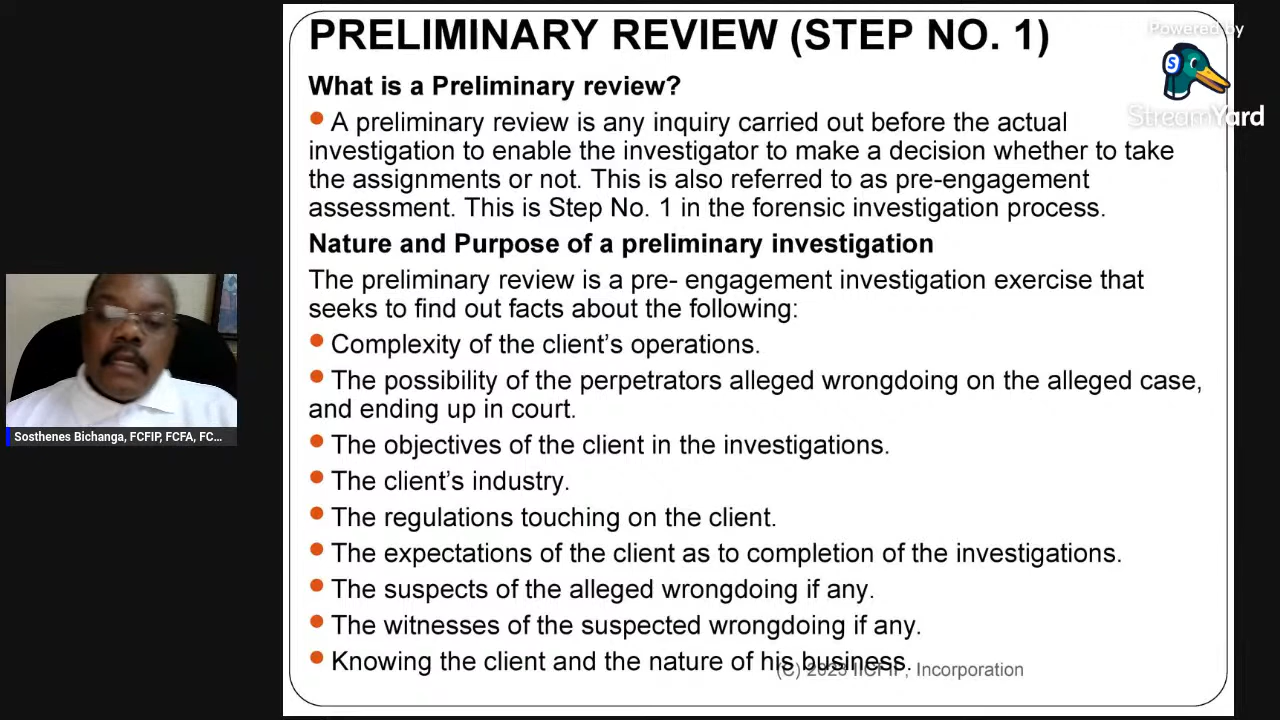 PRELIMINARY REVIEW (STEP NO. 1)
What is a Preliminary review?
• A preliminary review is any inquiry carried out before the actual
investigation to enable the investigator to make a decision whether to take
the assignments or not. This is also referred to as pre-engagement
assessment. This is Step No. 1 in the forensic investigation process.
Nature and Purpose of a preliminary investigation
The preliminary review is a pre- engagement investigation exercise that
seeks to find out facts about the following:
• Complexity of the client’s operations.
• The possibility of the perpetrators alleged wrongdoing on the alleged case,
and ending up in court.
• The objectives of the client in the investigations.
• The client’s industry.
• The regulations touching on the client.
• The expectations of the client as to completion of the investigations.
• The suspects of the alleged wrongdoing if any.
• The witnesses of the suspected wrongdoing if any.
• Knowing the client and the nature of his business.
(C) 2023 IICFIP, Incorporation
Powered by
S
StreamYard
Sosthenes Bichanga, FCFIP, FCFA, FC...